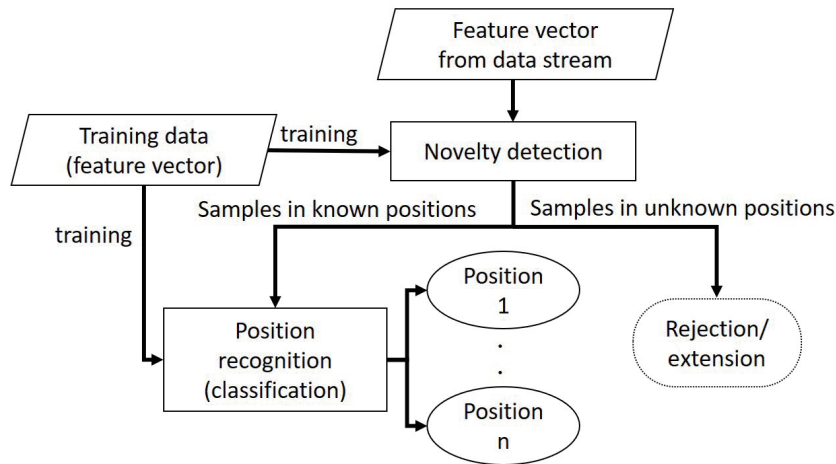 Feature vector
from data stream
Training data
(feature vector)
training
Novelty detection
training
Samples in known positions
Samples in unknown positions
Position
recognition
(classification)
Position
1
.
.
Position
n
Rejection/
extension